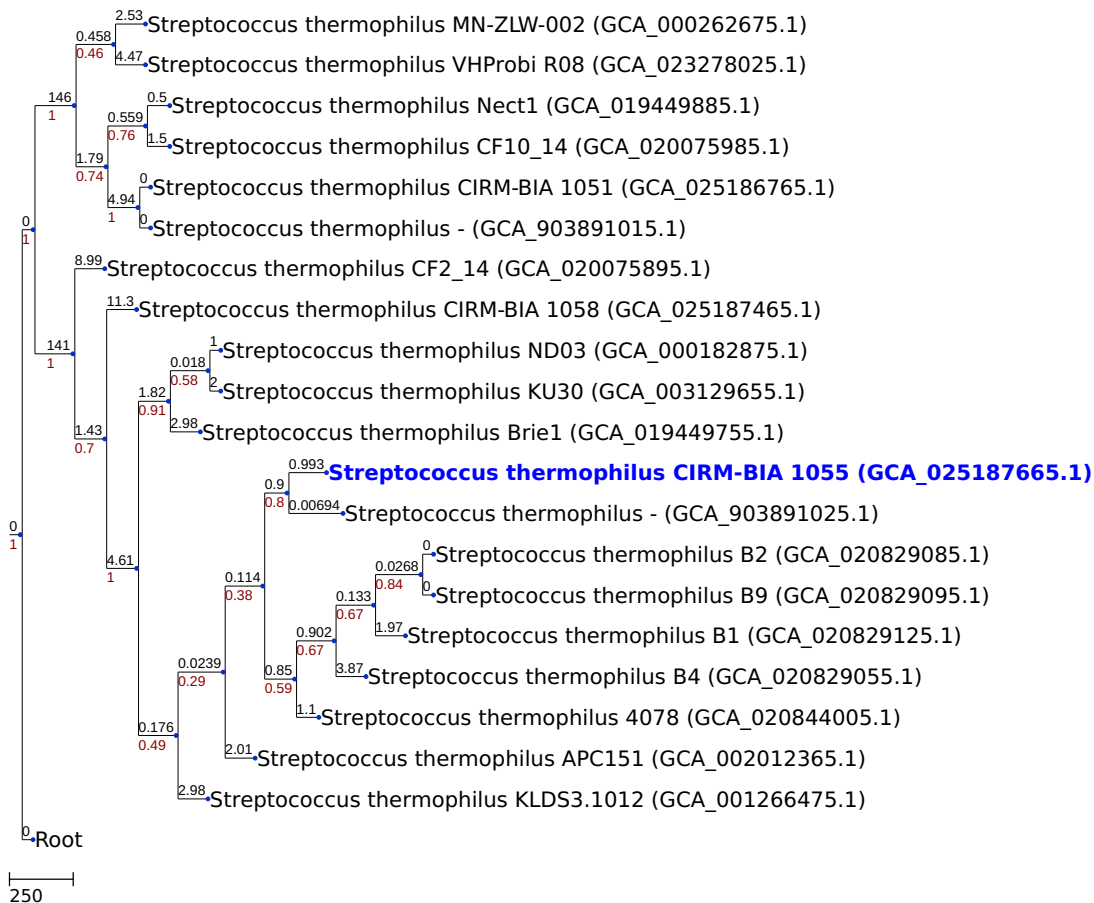 2.53
Streptococcus thermophilus MN-ZLW-002 (GCA_000262675.1)
0.458
0.46
4.47
Streptococcus thermophilus VHProbi R08 (GCA_023278025.1)
146
1
0.5
Streptococcus thermophilus Nect1 (GCA_019449885.1)
0.559
0.76
1.5
Streptococcus thermophilus CF10_14 (GCA_020075985.1)
1.79
0.74
0
Streptococcus thermophilus CIRM-BIA 1051 (GCA_025186765.1)
4.94
1
0
Streptococcus thermophilus - (GCA_903891015.1)
0
1
8.99
Streptococcus thermophilus CF2_14 (GCA_020075895.1)
11.3
Streptococcus thermophilus CIRM-BIA 1058 (GCA_025187465.1)
141
1
1
Streptococcus thermophilus ND03 (GCA_000182875.1)
0.018
0.58
2
Streptococcus thermophilus KU30 (GCA_003129655.1)
1.82
0.91
2.98
Streptococcus thermophilus Brie1 (GCA_019449755.1)
1.43
0.7
0.993
Streptococcus thermophilus CIRM-BIA 1055 (GCA_025187665.1)
0.9
0.8
0.00694
Streptococcus thermophilus - (GCA_903891025.1)
0
1
0
Streptococcus thermophilus B2 (GCA_020829085.1)
4.61
1
0.0268
0.84
0.114
0.38
0
Streptococcus thermophilus B9 (GCA_020829095.1)
0.133
0.67
1.97
Streptococcus thermophilus B1 (GCA_020829125.1)
0.902
0.67
3.87
Streptococcus thermophilus B4 (GCA_020829055.1)
0.0239
0.29
0.85
0.59
1.1
Streptococcus thermophilus 4078 (GCA_020844005.1)
0.176
0.49
2.01
Streptococcus thermophilus APC151 (GCA_002012365.1)
2.98
Streptococcus thermophilus KLDS3.1012 (GCA_001266475.1)
0
Root
250